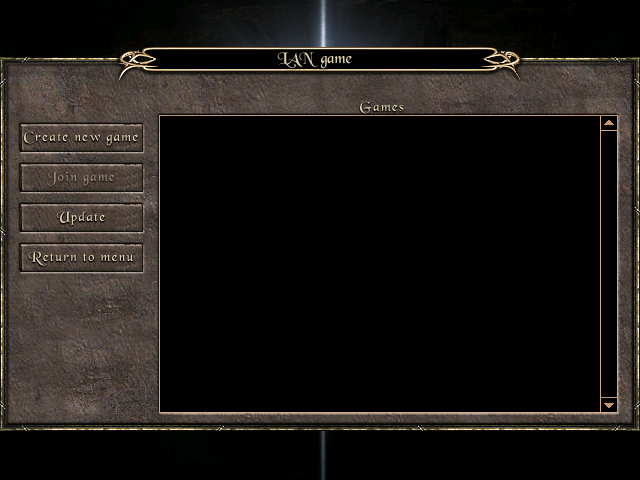 LAN game
Games
Create new game
Join game
Update
Return to menu